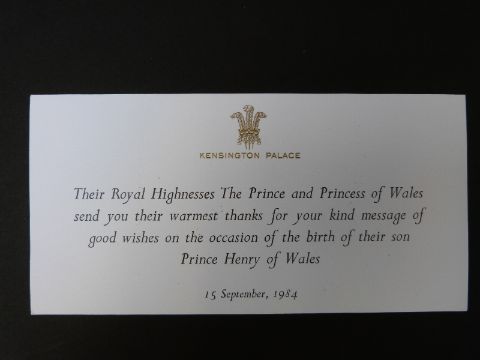 KENSINGTON PALACE
Their Royal Highnesses The Prince and Princess of Wales
send you their warmest thanks for your kind message of
good wishes on the occasion of the birth of their son
Prince Henry of Wales
15 September, 1984